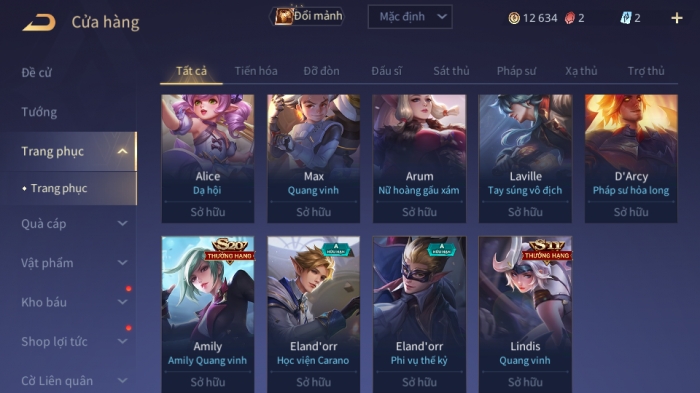 Cửa hàng
Đổi mảnh
Mặc định
12 634
2
2
Đề cử
Tướng
Trang phục
Trang phục
Quà cáp
Vật phẩm
Kho báu
Shop lợi tức
Cờ Liên quân
Tất cả
Tiến hóa
Đỡ đòn
Đấu sĩ
Sát thủ
Pháp sư
Xạ thủ
Trợ thủ
Alice
Dạ hội
Sở hữu
Max
Quang vinh
Sở hữu
Arum
Nữ hoàng gấu xám
Sở hữu
Laville
Tay súng vô địch
Sở hữu
D'Arcy
Pháp sư hỏa long
Sở hữu
S20
THƯỞNG HẠNG
Amily
Amily Quang vinh
Sở hữu
A
HỮU HẠN
Eland'orr
Học viện Carano
Sở hữu
A
HỮU HẠN
Eland'orr
Phi vụ thế kỷ
Sở hữu
S11
THƯỞNG HẠNG
Lindis
Quang vinh
Sở hữu